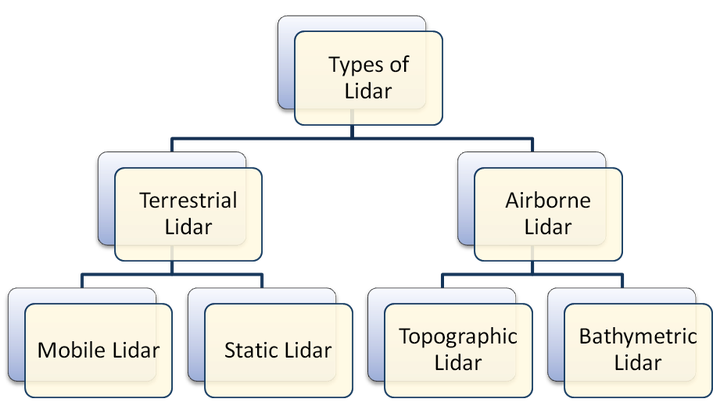 Types of
Lidar
Terrestrial
Lidar
Airborne
Lidar
Mobile Lidar
Static Lidar
Topographic
Lidar
Bathymetric
Lidar